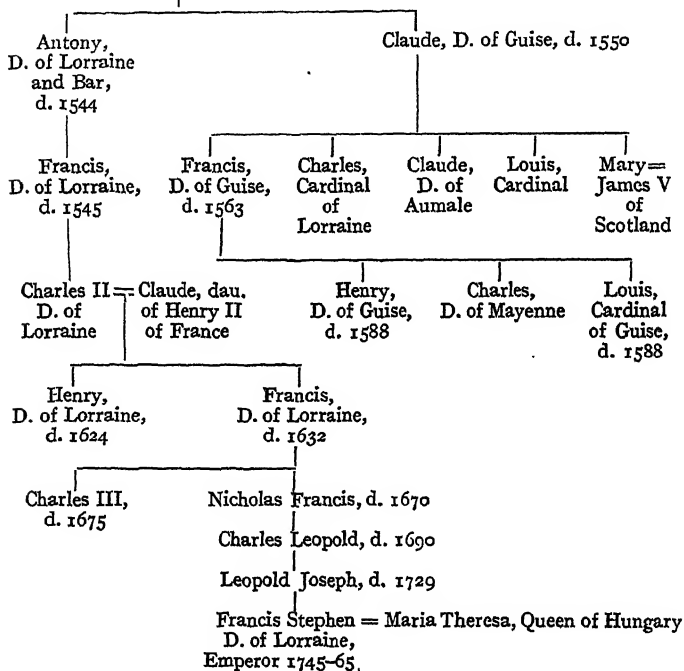 Antony,
D. of Lorraine
and Bar,
d. 1544
Claude, D. of Guise, d. 1550
Francis,
D. of Lorraine,
d. 1545
Francis,
D. of Guise,
d. 1563
Charles,
Cardinal
of
Lorraine
Claude,
D. of
Aumale
Louis,
Cardinal
Mary=
James V
of
Scotland
Charles II=
D. of
Lorraine
Claude, dau.
of Henry II
of France
Henry,
D. of Guise,
d. 1588
Charles,
D. of Mayenne
Louis,
Cardinal
of Guise,
d. 1588
Henry,
D. of Lorraine,
d. 1624
Francis,
D. of Lorraine,
d. 1632
Charles III,
d. 1675
Nicholas Francis, d. 1670
Charles Leopold, d. 1690
Leopold Joseph, d. 1729
Francis Stephen = Maria Theresa, Queen of Hungary
D. of Lorraine,
Emperor 1745-65.